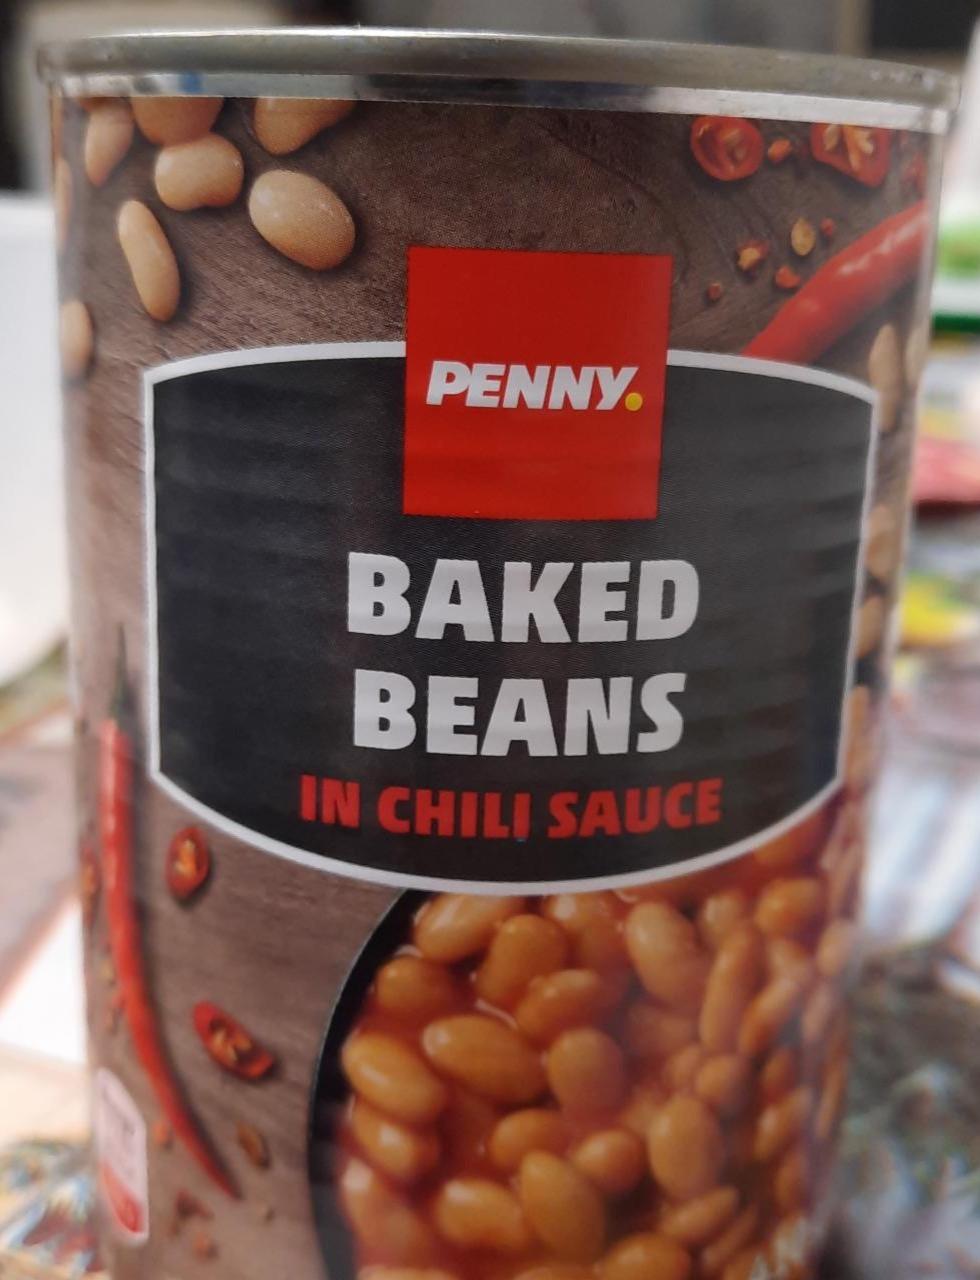 PENNY.
BAKED
BEANS
IN CHILI SAUCE